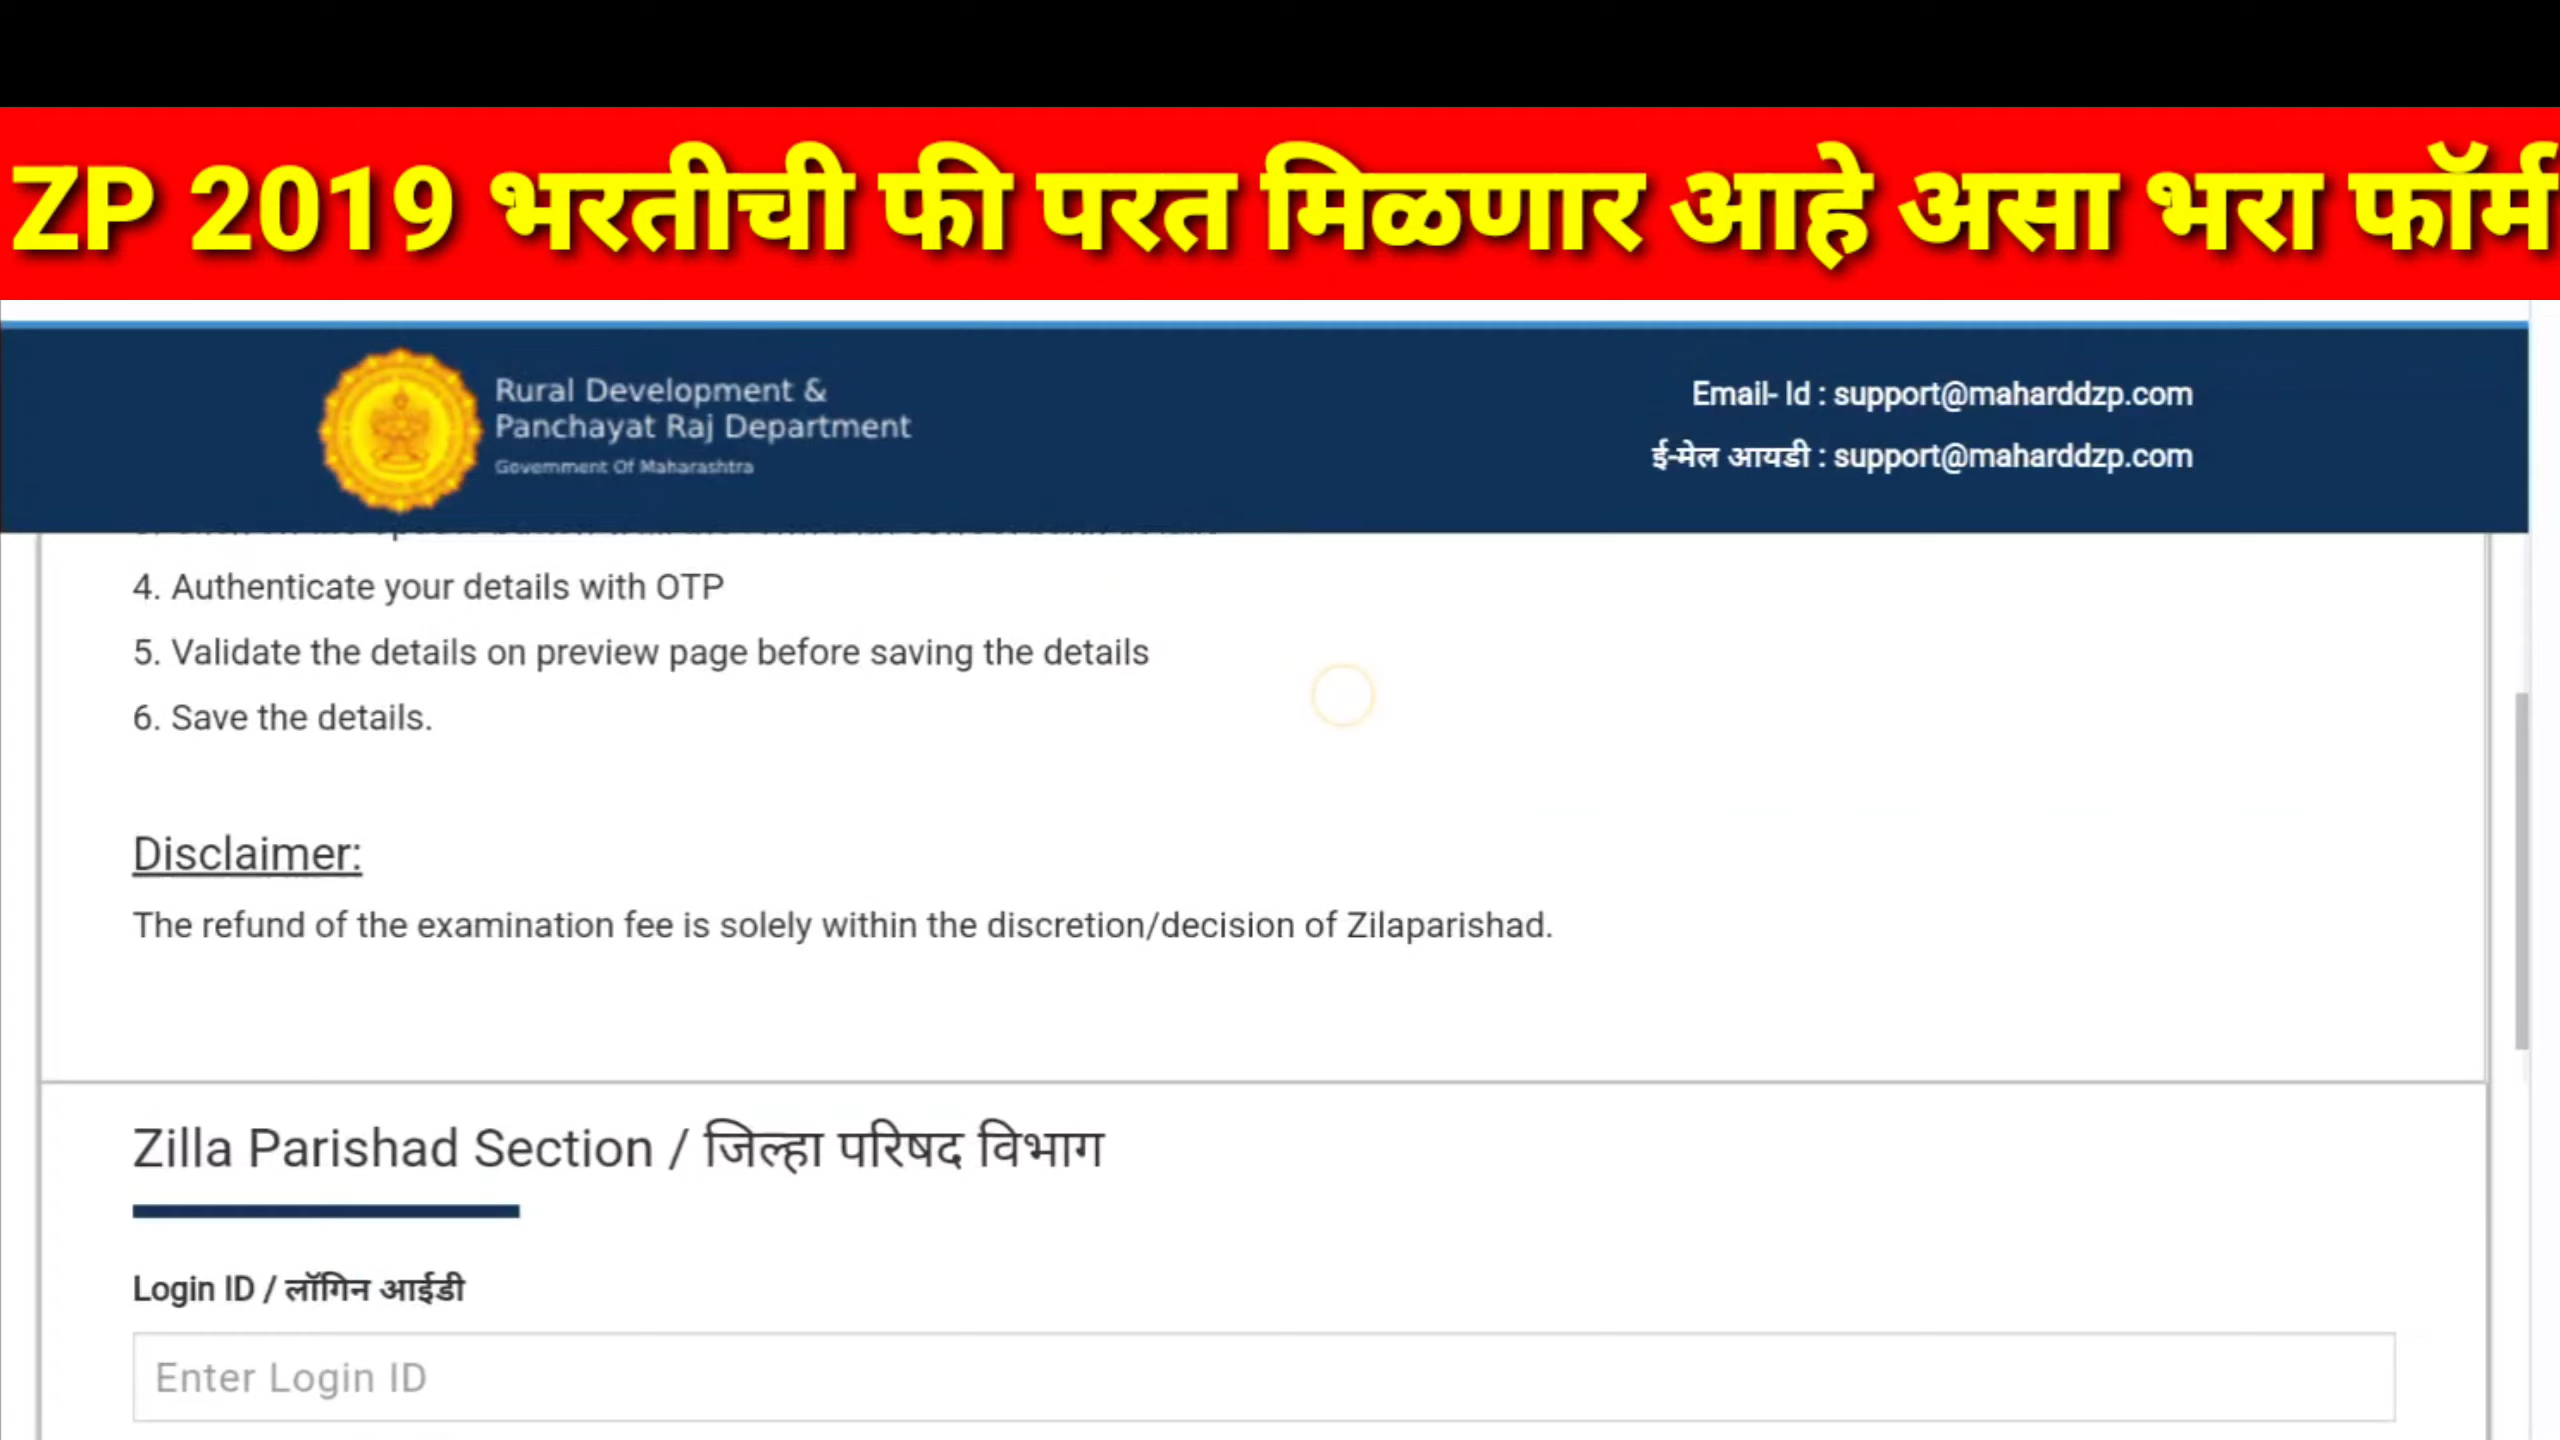 ZP 2019 भरतीची फी परत मिळणार आहे असा भरा फॉर्म
Rural Development &
Panchayat Raj Department
Government Of Maharashtra
Email- Id : support@maharddzp.com
ई-मेल आयडी : support@maharddzp.com
4. Authenticate your details with OTP
5. Validate the details on preview page before saving the details
6. Save the details.
Disclaimer:
The refund of the examination fee is solely within the discretion/decision of Zilaparishad.
Zilla Parishad Section / जिल्हा परिषद विभाग
Login ID / लॉगिन आईडी
Enter Login ID